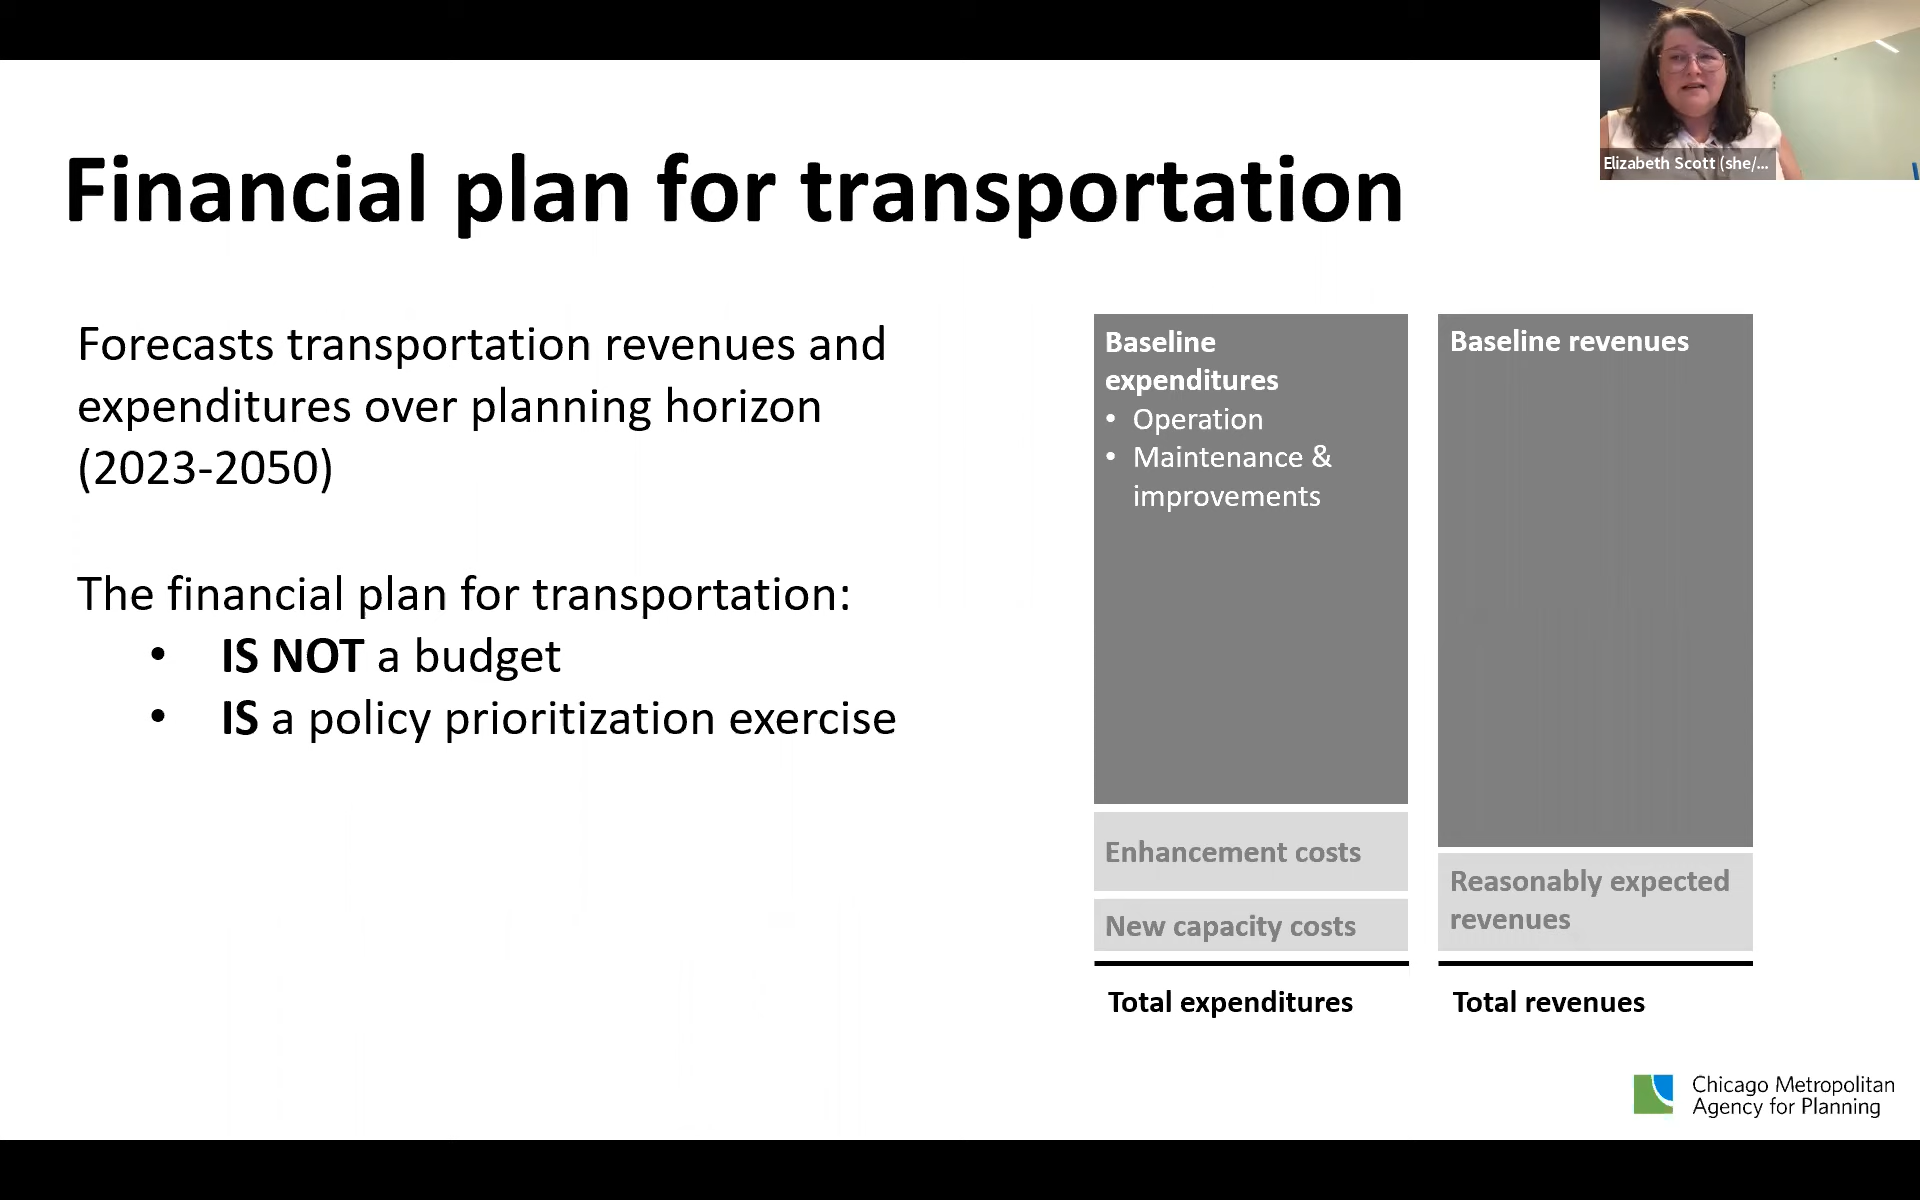 Elizabeth Scott (she/...
Financial plan for transportation
Forecasts transportation revenues and
expenditures over planning horizon
(2023-2050)
The financial plan for transportation:
• IS NOT a budget
• IS a policy prioritization exercise
Baseline
expenditures
• Operation
• Maintenance &
improvements
Enhancement costs
New capacity costs
Total expenditures
Baseline revenues
Reasonably expected
revenues
Total revenues
Chicago Metropolitan
Agency for Planning